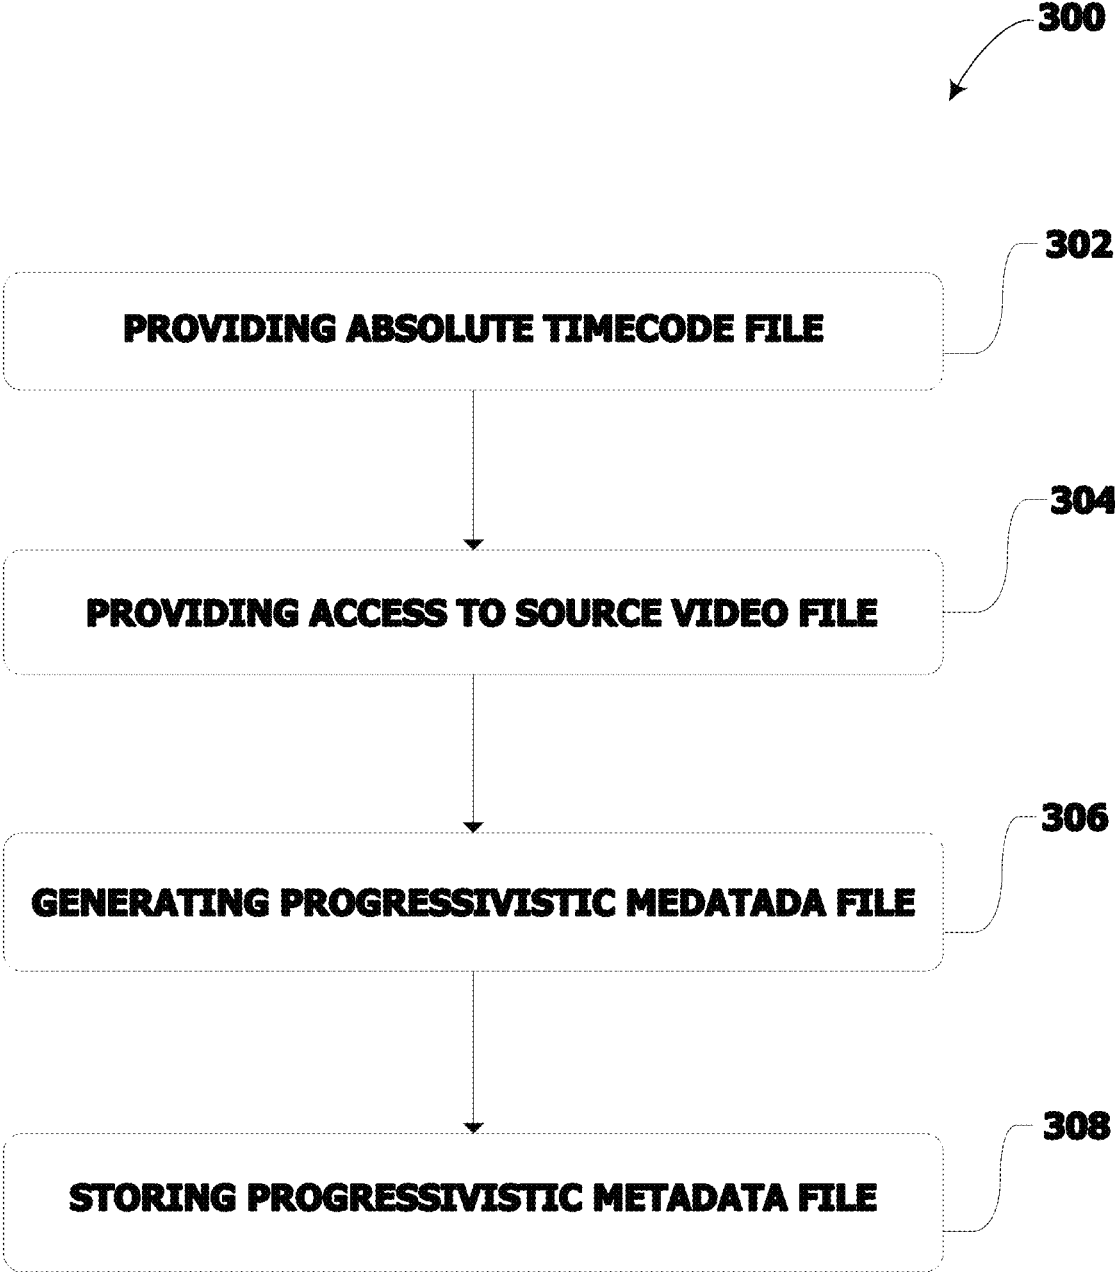 300
302
PROVIDING ABSOLUTE TIMECODE FILE
304
PROVIDING ACCESS TO SOURCE VIDEO FILE
306
GENERATING PROGRESSIVISTIC MEDATADA FILE
308
STORING PROGRESSIVISTIC METADATA FILE